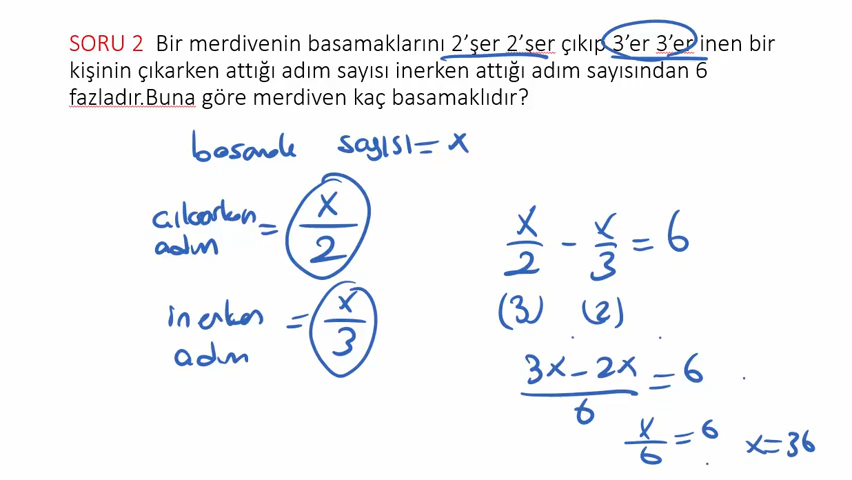 SORU 2 Bir merdivenin basamaklarını 2'şer 2'şer çıkıp 3'er 3'er inen bir
kişinin çıkarken attığı adım sayısı inerken attığı adım sayısından 6
fazladır.Buna göre merdiven kaç basamaklıdır?
basamak sayısı = x
çıkarken adım = x/2
inerken adım = x/3
x/2 - x/3 = 6
(3) (2)
3x - 2x / 6 = 6
x/6 = 6 x = 36